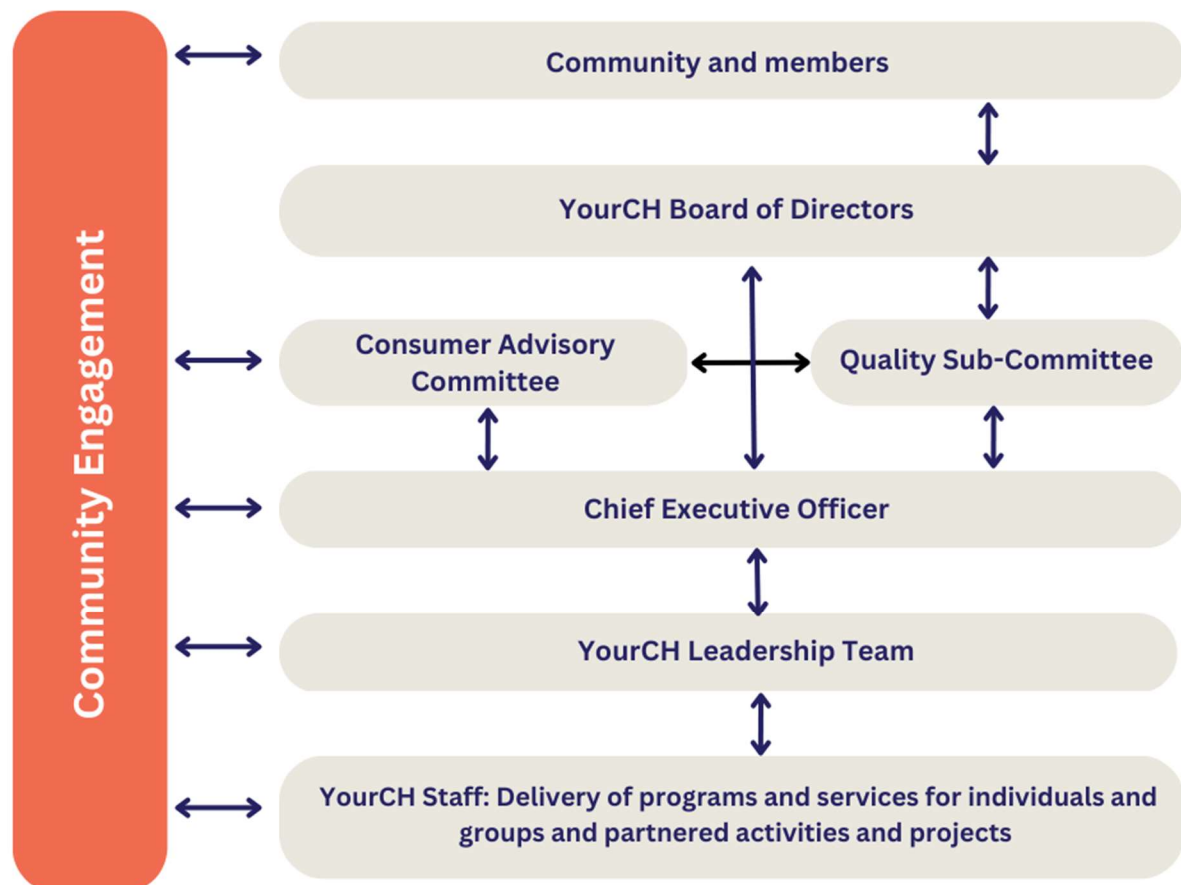 Community Engagement
Community and members
YourCH Board of Directors
Consumer Advisory
Committee
Quality Sub-Committee
Chief Executive Officer
YourCH Leadership Team
YourCH Staff: Delivery of programs and services for individuals and
groups and partnered activities and projects